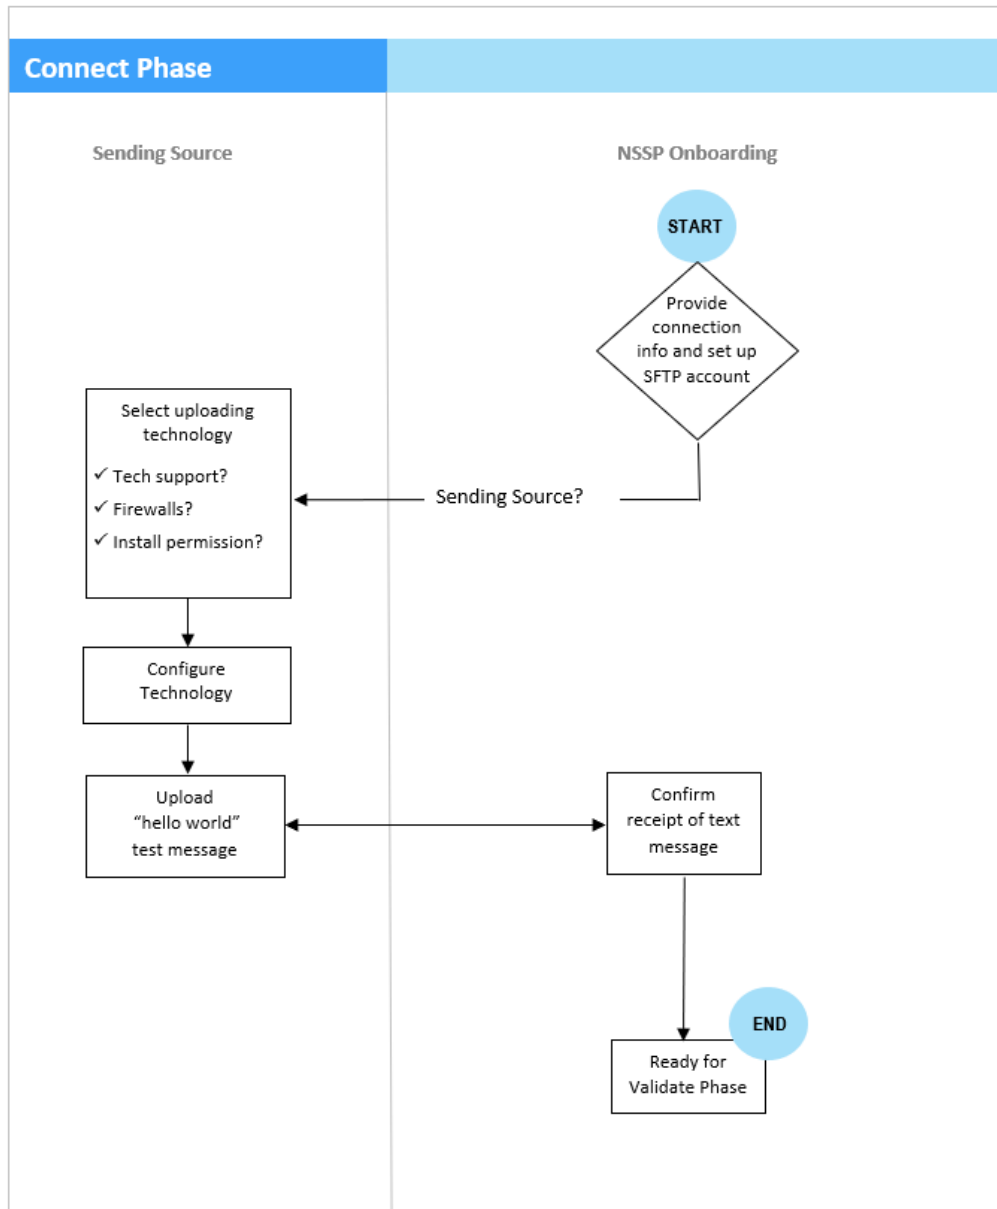 Connect Phase
Sending Source
NSSP Onboarding
START
Provide
connection
info and set up
SFTP account
Select uploading
technology
✓ Tech support?
✓ Firewalls?
✓ Install permission?
Sending Source?
Configure
Technology
Upload
“hello world”
test message
Confirm
receipt of text
message
END
Ready for
Validate Phase